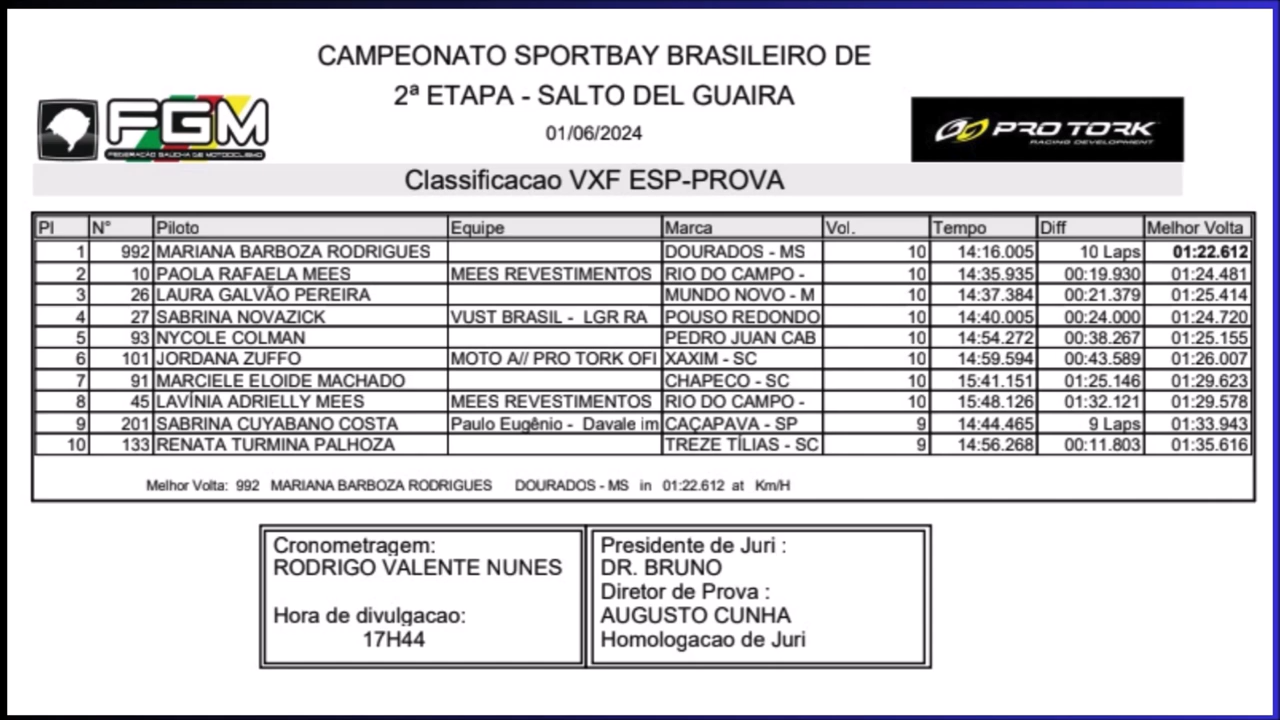 CAMPEONATO SPORTBAY BRASILEIRO DE
2ª ETAPA - SALTO DEL GUAIRA
01/06/2024
FGM
FEDERAÇÃO GAÚCHA DE MOTOCICLISMO
PRO TORK
RACING DEVELOPMENT
Classificacao VXF ESP-PROVA
Pl N° Piloto Equipe Marca Vol. Tempo Diff Melhor Volta
1 992 MARIANA BARBOZA RODRIGUES DOURADOS - MS 10 14:16.005 10 Laps 01:22.612
2 10 PAOLA RAFAELA MEES MEES REVESTIMENTOS RIO DO CAMPO - 10 14:35.935 00:19.930 01:24.481
3 26 LAURA GALVÃO PEREIRA MUNDO NOVO - M 10 14:37.384 00:21.379 01:25.414
4 27 SABRINA NOVAZICK VUST BRASIL - LGR RA POUSO REDONDO 10 14:40.005 00:24.000 01:24.720
5 93 NYCOLE COLMAN PEDRO JUAN CAB 10 14:54.272 00:38.267 01:25.155
6 101 JORDANA ZUFFO MOTO A// PRO TORK OFI XAXIM - SC 10 14:59.594 00:43.589 01:26.007
7 91 MARCIELE ELOIDE MACHADO CHAPECO - SC 10 15:41.151 01:25.146 01:29.623
8 45 LAVÍNIA ADRIELLY MEES MEES REVESTIMENTOS RIO DO CAMPO - 10 15:48.126 01:32.121 01:29.578
9 201 SABRINA CUYABANO COSTA Paulo Eugênio - Davale im CAÇAPAVA - SP 9 14:44.465 9 Laps 01:33.943
10 133 RENATA TURMINA PALHOZA TREZE TÍLIAS - SC 9 14:56.268 00:11.803 01:35.616
Melhor Volta: 992 MARIANA BARBOZA RODRIGUES DOURADOS - MS in 01:22.612 at Km/H
Cronometragem:
RODRIGO VALENTE NUNES
Hora de divulgacao:
17H44
Presidente de Juri :
DR. BRUNO
Diretor de Prova :
AUGUSTO CUNHA
Homologacao de Juri